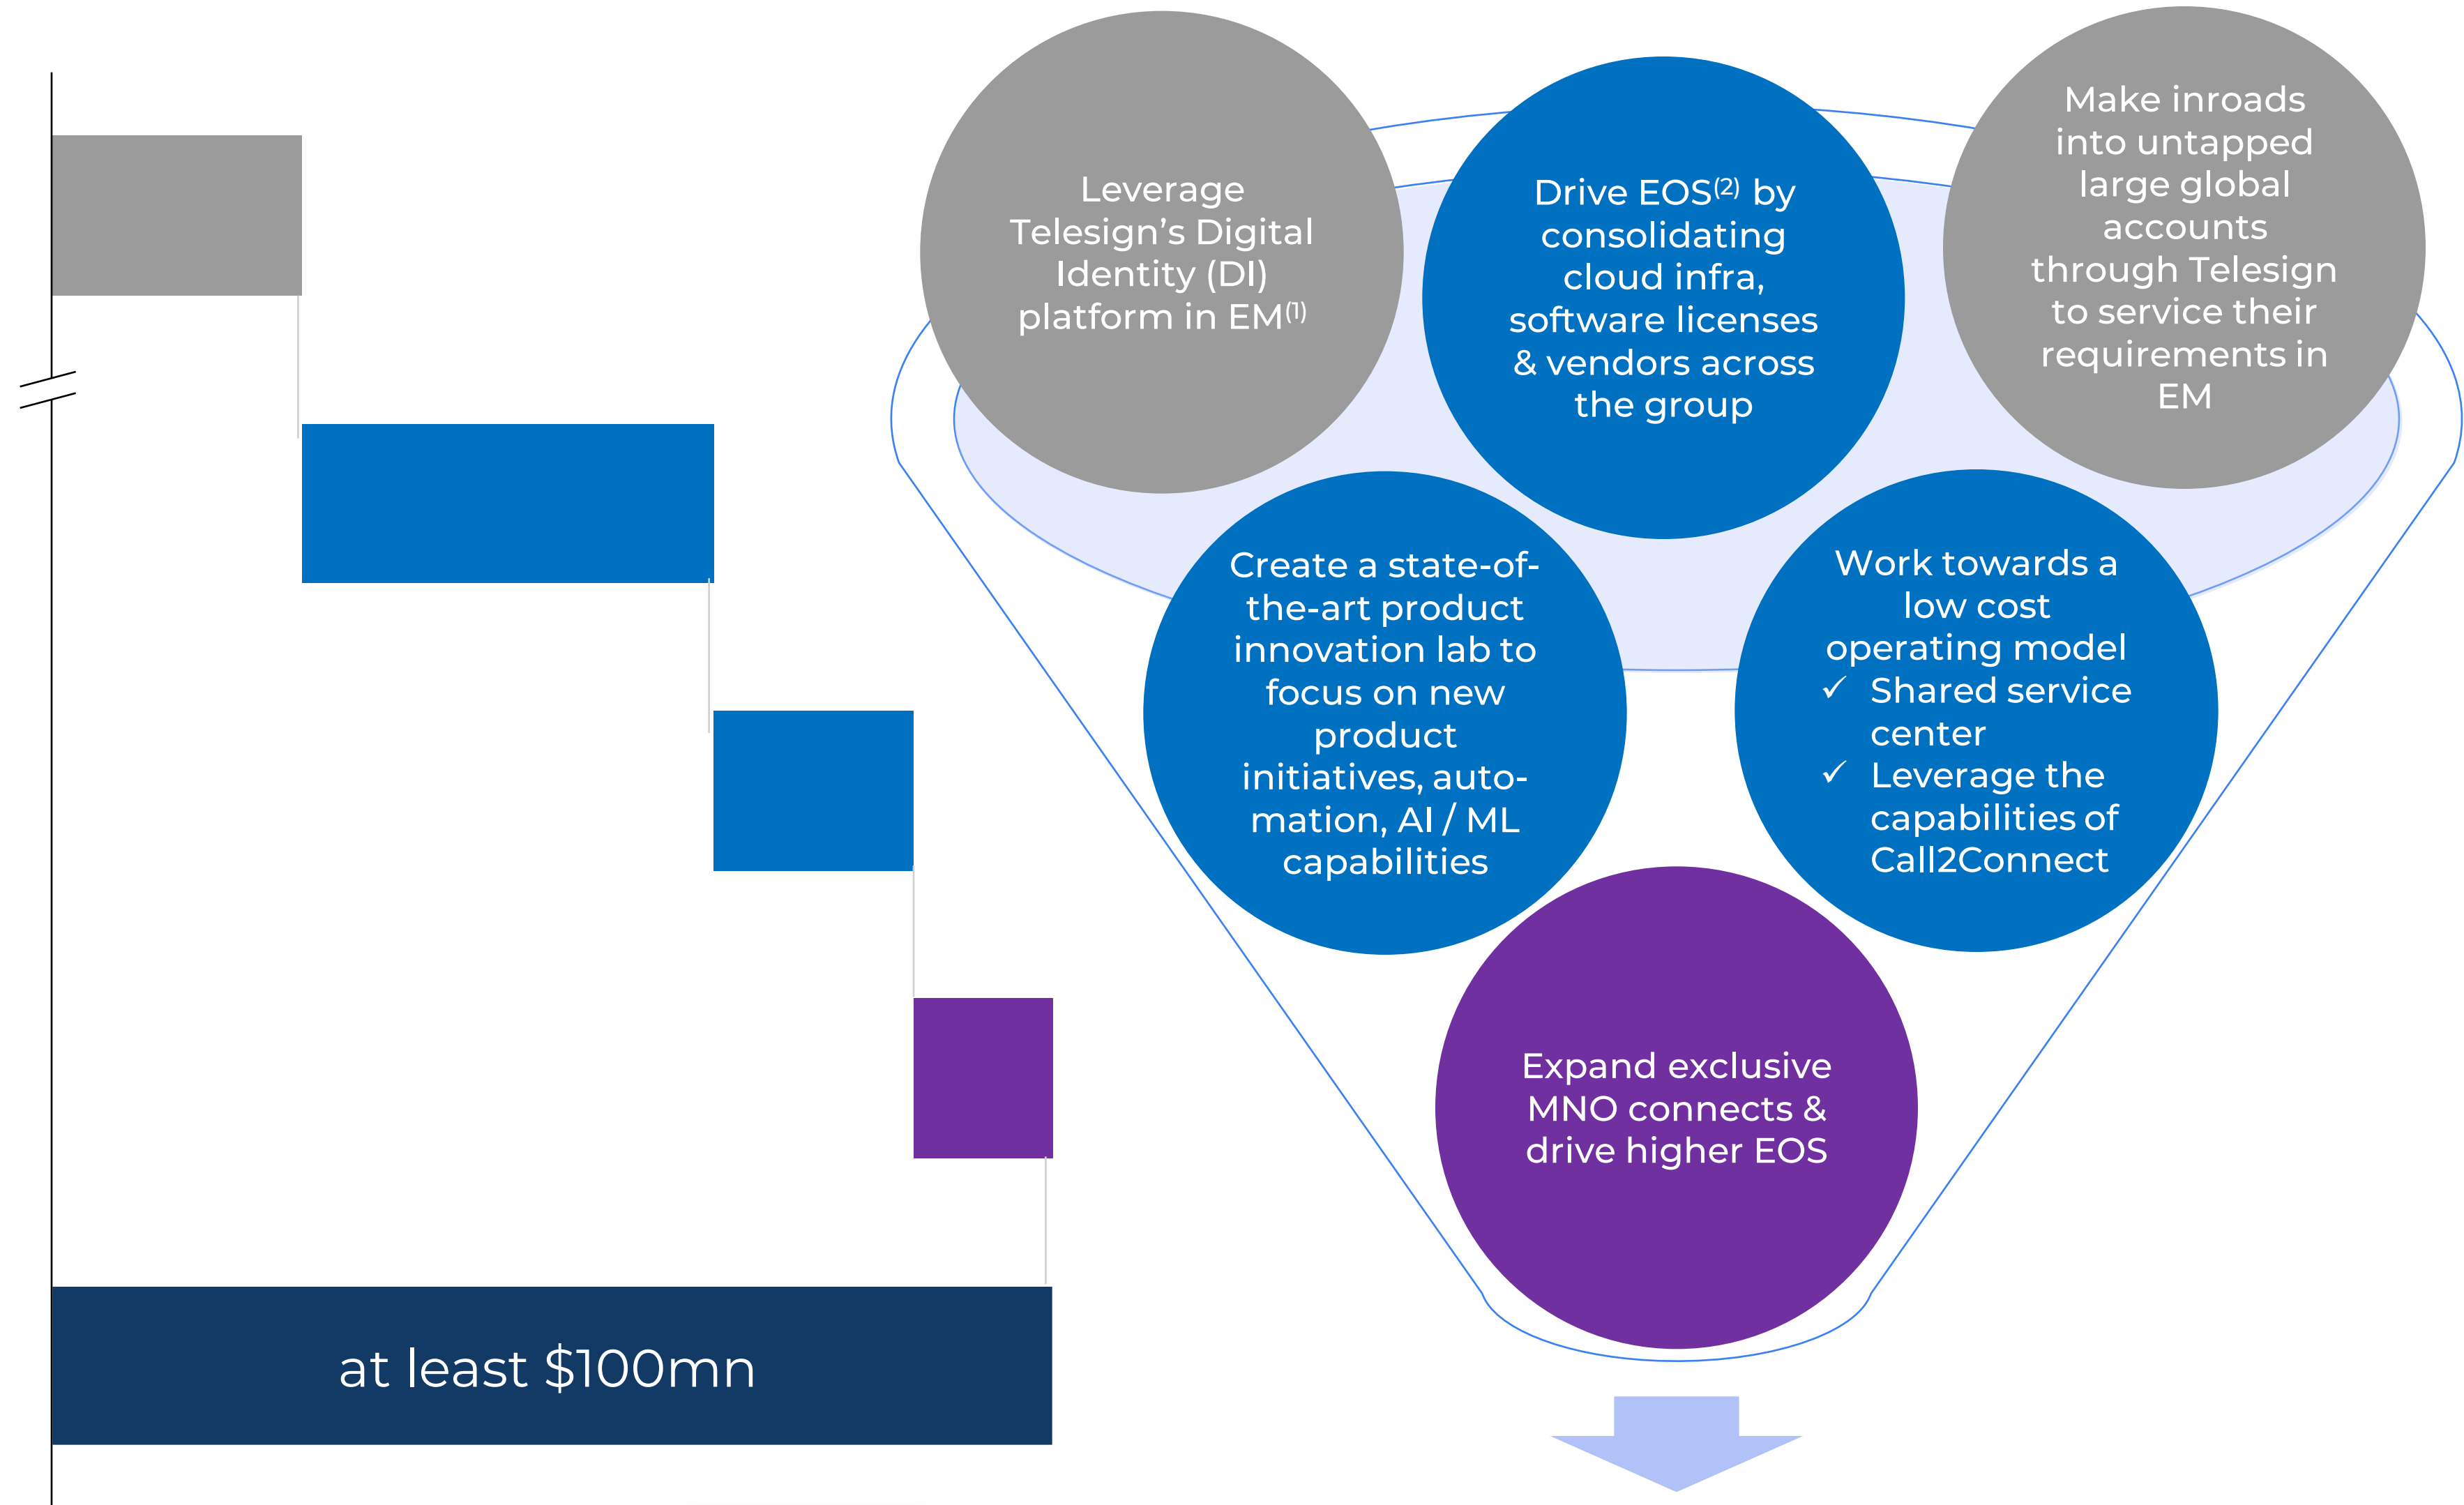 Leverage
Telesign’s Digital
Identity (DI)
platform in EM(1)
Drive EOS(2) by
consolidating
cloud infra,
software licenses
& vendors across
the group
Make inroads
into untapped
large global
accounts
through Telesign
to service their
requirements in
EM
Create a state-of-
the-art product
innovation lab to
focus on new
product
initiatives, auto-
mation, AI / ML
capabilities
Work towards a
low cost
operating model
✓ Shared service
center
✓ Leverage the
capabilities of
Call2Connect
Expand exclusive
MNO connects &
drive higher EOS
at least $100mn